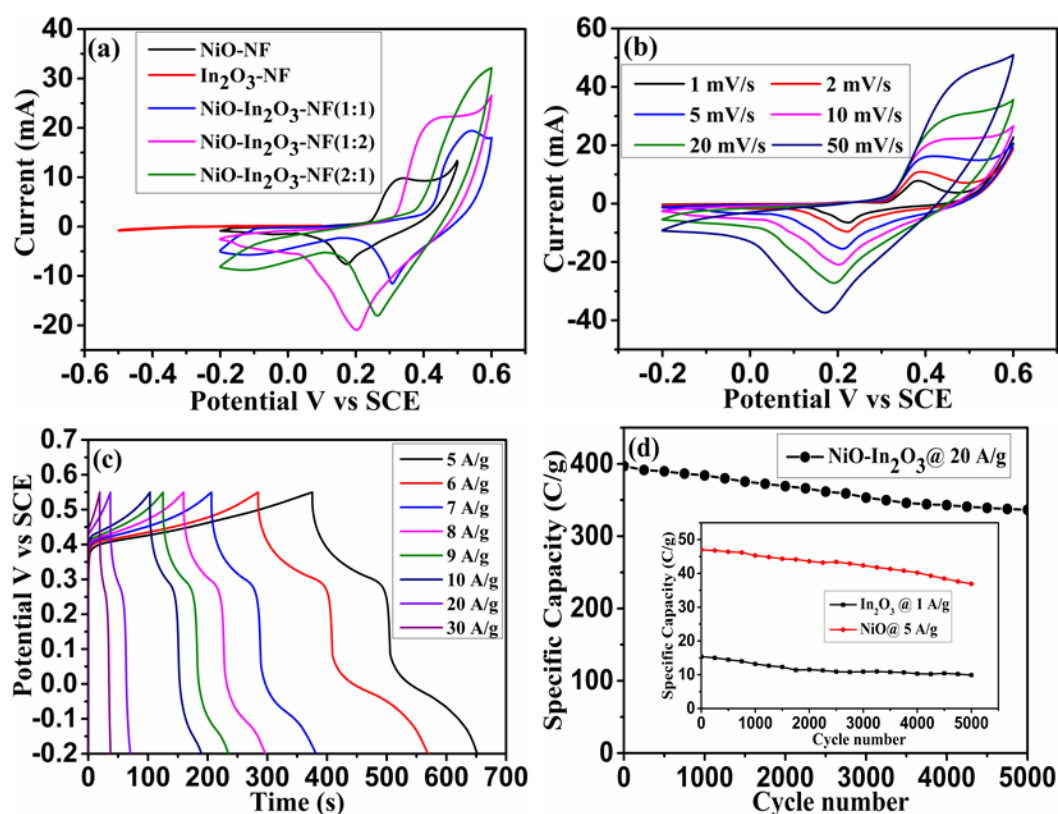 (a)
NiO-NF
In₂O₃-NF
NiO-In₂O₃-NF(1:1)
NiO-In₂O₃-NF(1:2)
NiO-In₂O₃-NF(2:1)
Current (mA)
40
30
20
10
0
-10
-20
-0.6 -0.4 -0.2 0.0 0.2 0.4 0.6
Potential V vs SCE
(b)
1 mV/s 2 mV/s
5 mV/s 10 mV/s
20 mV/s 50 mV/s
Current (mA)
60
40
20
0
-20
-40
-0.2 0.0 0.2 0.4 0.6
Potential V vs SCE
(c)
5 A/g
6 A/g
7 A/g
8 A/g
9 A/g
10 A/g
20 A/g
30 A/g
Potential V vs SCE
0.7
0.6
0.5
0.4
0.3
0.2
0.1
0.0
-0.1
-0.2
0 100 200 300 400 500 600 700
Time (s)
(d)
NiO-In₂O₃@ 20 A/g
Specific Capacity (C/g)
450
400
350
300
250
200
150
100
50
0
0 1000 2000 3000 4000 5000
Cycle number
Specific Capacity (C/g)
50
40
30
20
10
0
In₂O₃ @ 1 A/g
NiO@ 5 A/g
0 1000 2000 3000 4000 5000
Cycle number